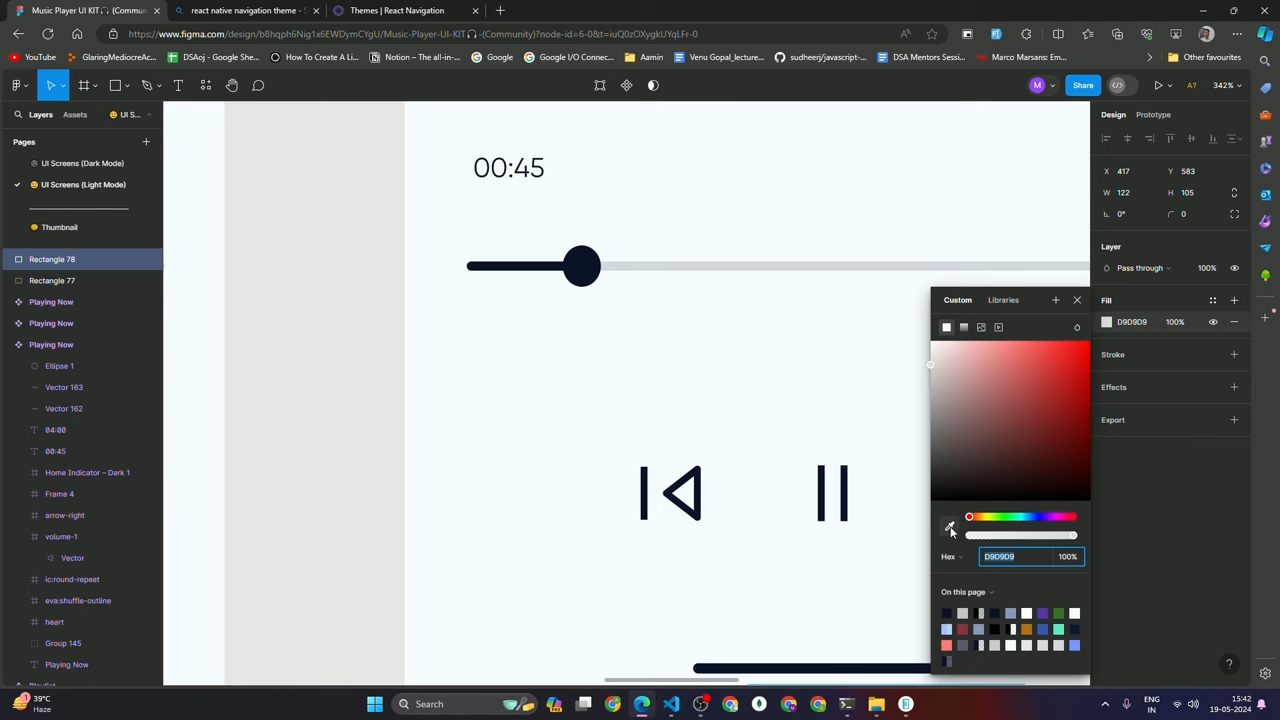 Music Player UI KIT🎧 (Commun
react native navigation theme - S
Themes | React Navigation
https://www.figma.com/design/b8hqph6Nig1x6EWDymCYgU/Music-Player-UI-KIT🎧-(Community)?node-id=6-0&t=iuQ0zOXygkUYqLFr-0
YouTube
GlaringMediocreAc...
DSAoj - Google She...
How To Create A Li...
Notion – The all-in-...
Google
Google I/O Connec...
Aamin
Venu Gopal_lecture...
sudheerj/javascript-...
DSA Mentors Sessi...
Marco Marsans: Em...
Other favourites
M
Share
A?
342%
Layers
Assets
UI S...
Design
Prototype
Pages
UI Screens (Dark Mode)
UI Screens (Light Mode)
Thumbnail
Rectangle 78
Rectangle 77
Playing Now
Playing Now
Playing Now
Ellipse 1
Vector 163
Vector 162
04:00
00:45
Home Indicator – Dark 1
Frame 4
arrow-right
volume-1
Vector
ic:round-repeat
eva:shuffle-outline
heart
Group 145
Playing Now
00:45
X 417 Y 583
W 122 H 105
0° 0
Layer
Pass through 100%
Fill
D9D9D9 100%
Stroke
Effects
Export
Custom
Libraries
Hex D9D9D9 100%
On this page
?
39°C
Haze
Search
ENG
IN
15:42
19-05-2024